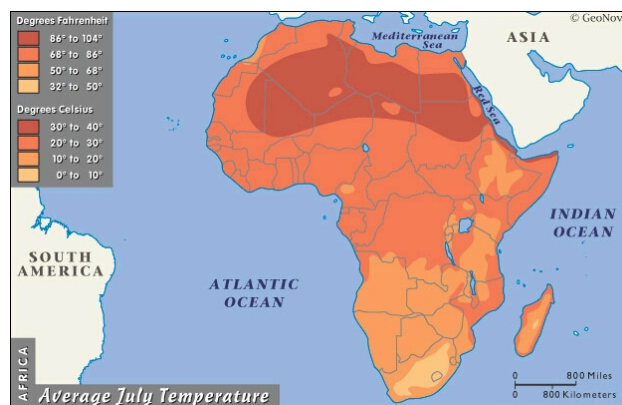 Degrees Fahrenheit
86° to 104°
68° to 86°
50° to 68°
32° to 50°
Degrees Celsius
30° to 40°
20° to 30°
10° to 20°
0° to 10°
© GeoNov
Mediterranean
Sea
ASIA
Red Sea
INDIAN
OCEAN
SOUTH
AMERICA
ATLANTIC
OCEAN
0 800 Miles
0 800 Kilometers
AFRICA
Average July Temperature